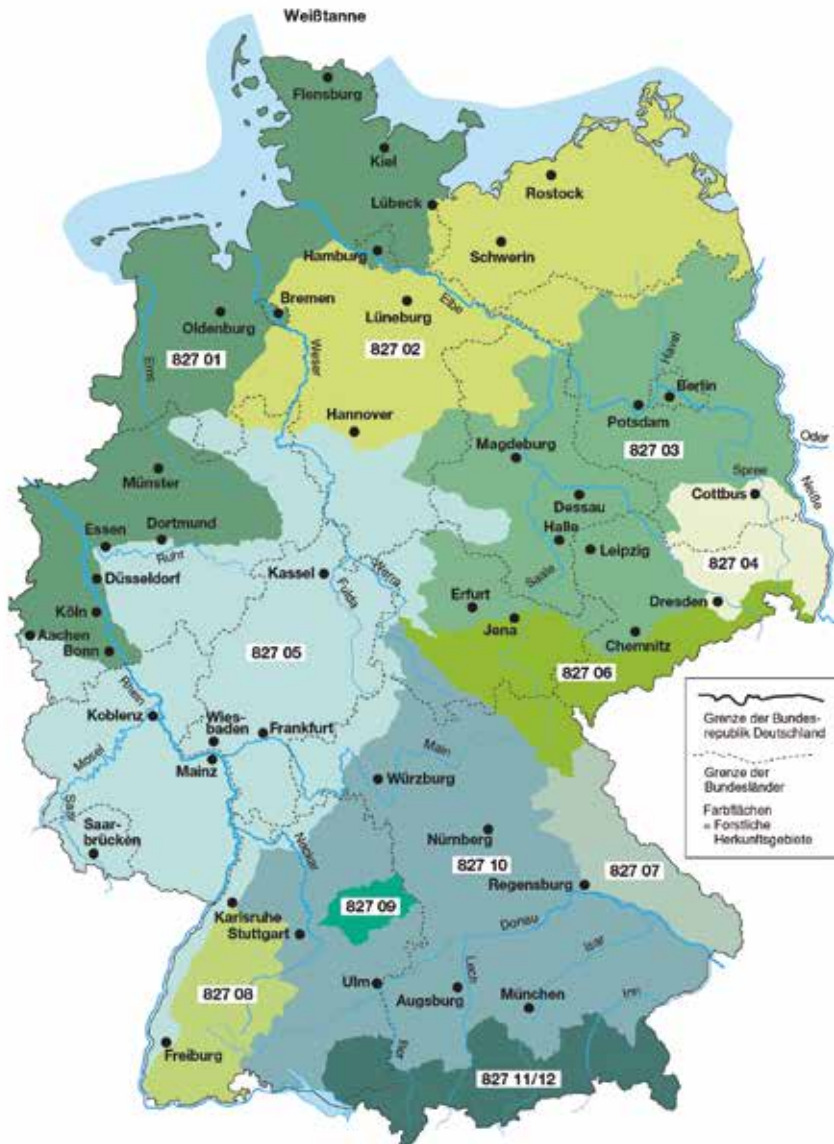 Weißtanne
Flensburg
Kiel
Rostock
Lübeck
Schwerin
Hamburg
Bremen
Elbe
Lüneburg
Oldenburg
Weser
827 01
827 02
Ems
Havel
Berlin
Hannover
Potsdam
Magdeburg
827 03
Oder
Münster
Spree
Neiße
Cottbus
Dessau
Essen
Dortmund
Halle
Ruhr
Leipzig
827 04
Düsseldorf
Kassel
Werra
Saale
Fulda
Köln
Erfurt
Dresden
Aachen
Jena
Chemnitz
Bonn
827 05
827 06
Rhein
Koblenz
Wies-
baden
Frankfurt
Mosel
Main
Mainz
Würzburg
Saar
Saar-
brücken
Nürnberg
Neckar
827 10
827 07
Regensburg
Karlsruhe
827 09
Stuttgart
Donau
Isar
Lech
Ulm
Inn
827 08
Augsburg
München
Freiburg
Iller
827 11/12
Grenze der Bundes-
republik Deutschland
Grenze der
Bundesländer
Farbflächen
= Forstliche
Herkunftsgebiete